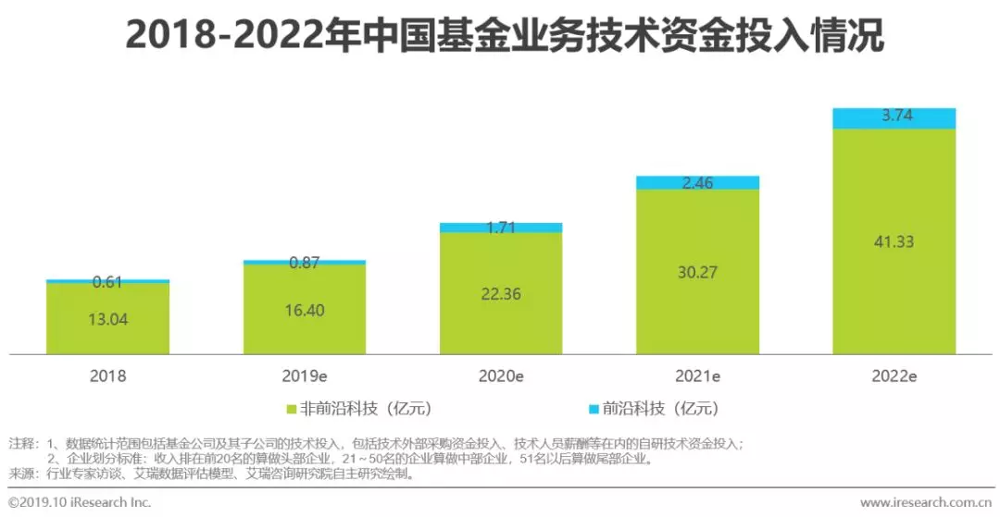 2018-2022年中国基金业务技术资金投入情况
3.74
2.46
1.71
0.87
0.61
41.33
30.27
22.36
16.40
13.04
2018
2019e
2020e
2021e
2022e
非前沿科技（亿元）
前沿科技（亿元）
注释：1、数据统计范围包括基金公司及其子公司的技术投入，包括技术外部采购资金投入、技术人员薪酬等在内的自研技术资金投入；
2、企业划分标准：收入排在前20名的算做头部企业，21～50名的企业算做中部企业，51名以后算做尾部企业。
来源：行业专家访谈、艾瑞数据评估模型、艾瑞咨询研究院自主研究绘制。
©2019.10 iResearch Inc.
www.iresearch.com.cn